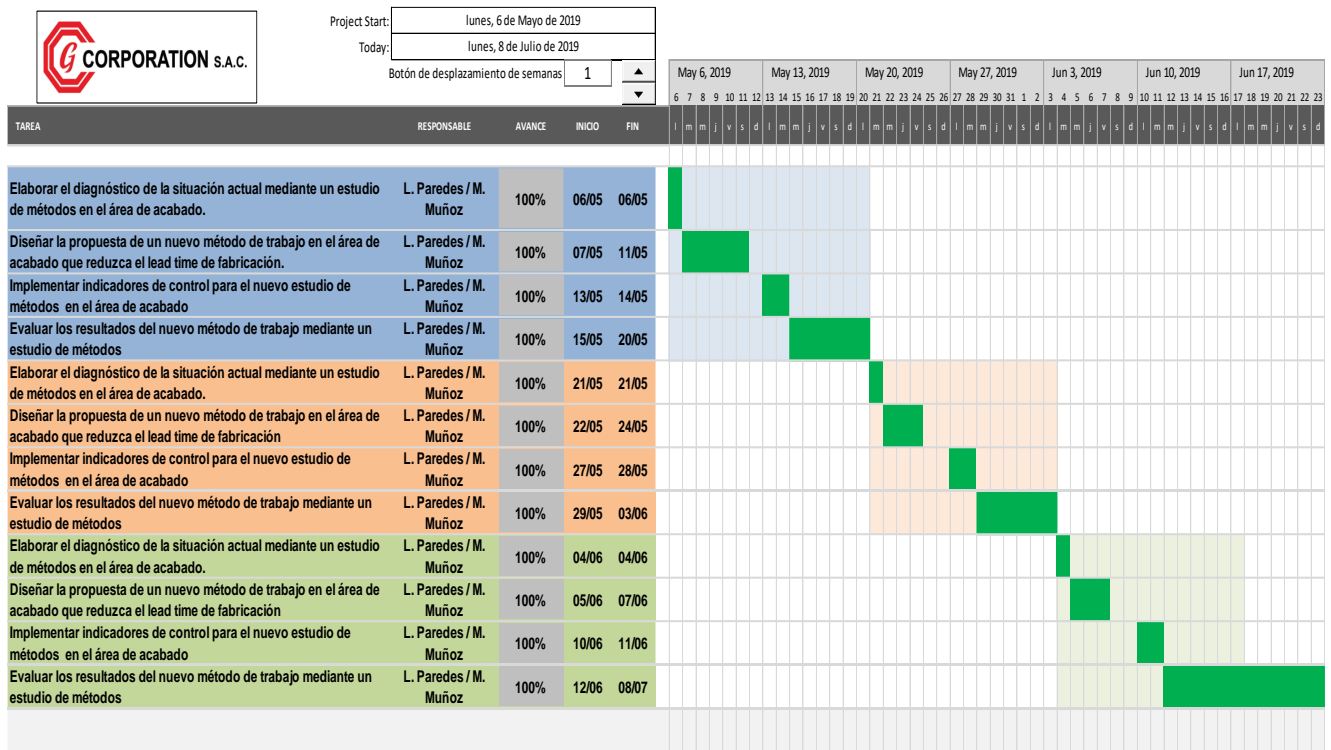 G CORPORATION S.A.C.
Project Start: lunes, 6 de Mayo de 2019
Today: lunes, 8 de Julio de 2019
Botón de desplazamiento de semanas 1
May 6, 2019 May 13, 2019 May 20, 2019 May 27, 2019 Jun 3, 2019 Jun 10, 2019 Jun 17, 2019
6 7 8 9 10 11 12 13 14 15 16 17 18 19 20 21 22 23 24 25 26 27 28 29 30 31 1 2 3 4 5 6 7 8 9 10 11 12 13 14 15 16 17 18 19 20 21 22 23
TAREA RESPONSABLE AVANCE INICIO FIN l m m j v s d l m m j v s d l m m j v s d l m m j v s d l m m j v s d l m m j v s d l m m j v s d
Elaborar el diagnóstico de la situación actual mediante un estudio L. Paredes / M.
de métodos en el área de acabado. Muñoz 100% 06/05 06/05
Diseñar la propuesta de un nuevo método de trabajo en el área de L. Paredes / M.
acabado que reduzca el lead time de fabricación. Muñoz 100% 07/05 11/05
Implementar indicadores de control para el nuevo estudio de L. Paredes / M.
métodos en el área de acabado Muñoz 100% 13/05 14/05
Evaluar los resultados del nuevo método de trabajo mediante un L. Paredes / M.
estudio de métodos Muñoz 100% 15/05 20/05
Elaborar el diagnóstico de la situación actual mediante un estudio L. Paredes / M.
de métodos en el área de acabado. Muñoz 100% 21/05 21/05
Diseñar la propuesta de un nuevo método de trabajo en el área de L. Paredes / M.
acabado que reduzca el lead time de fabricación Muñoz 100% 22/05 24/05
Implementar indicadores de control para el nuevo estudio de L. Paredes / M.
métodos en el área de acabado Muñoz 100% 27/05 28/05
Evaluar los resultados del nuevo método de trabajo mediante un L. Paredes / M.
estudio de métodos Muñoz 100% 29/05 03/06
Elaborar el diagnóstico de la situación actual mediante un estudio L. Paredes / M.
de métodos en el área de acabado. Muñoz 100% 04/06 04/06
Diseñar la propuesta de un nuevo método de trabajo en el área de L. Paredes / M.
acabado que reduzca el lead time de fabricación Muñoz 100% 05/06 07/06
Implementar indicadores de control para el nuevo estudio de L. Paredes / M.
métodos en el área de acabado Muñoz 100% 10/06 11/06
Evaluar los resultados del nuevo método de trabajo mediante un L. Paredes / M.
estudio de métodos Muñoz 100% 12/06 08/07